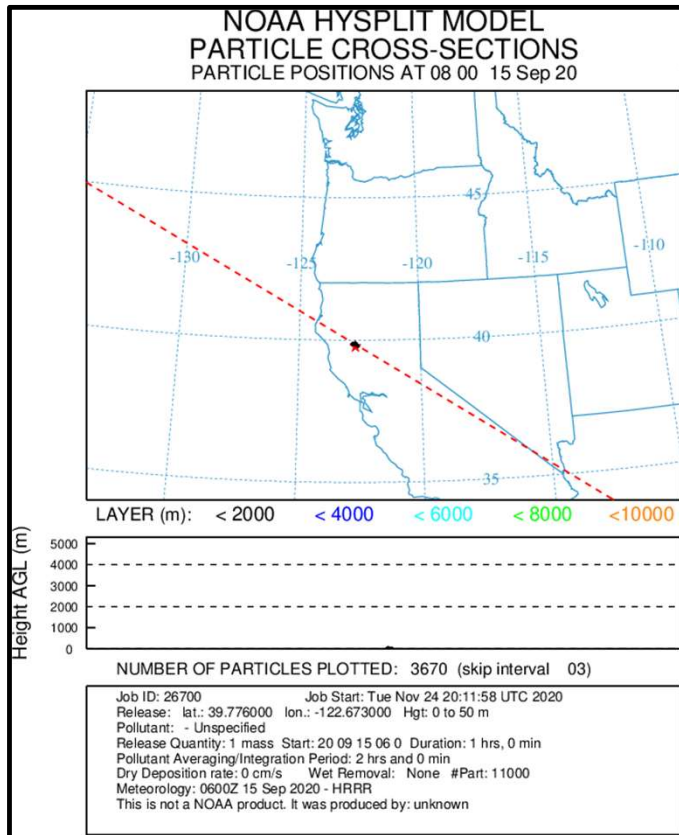 NOAA HYSPLIT MODEL
PARTICLE CROSS-SECTIONS
PARTICLE POSITIONS AT 08 00 15 Sep 20
45
-110
-115
-120
-125
-130
40
35
LAYER (m): < 2000 < 4000 < 6000 < 8000 <10000
Height AGL (m)
5000
4000
3000
2000
1000
0
NUMBER OF PARTICLES PLOTTED: 3670 (skip interval 03)
Job ID: 26700 Job Start: Tue Nov 24 20:11:58 UTC 2020
Release: lat.: 39.776000 lon.: -122.673000 Hgt: 0 to 50 m
Pollutant: - Unspecified
Release Quantity: 1 mass Start: 20 09 15 06 0 Duration: 1 hrs, 0 min
Pollutant Averaging/Integration Period: 2 hrs and 0 min
Dry Deposition rate: 0 cm/s Wet Removal: None #Part: 11000
Meteorology: 0600Z 15 Sep 2020 - HRRR
This is not a NOAA product. It was produced by: unknown